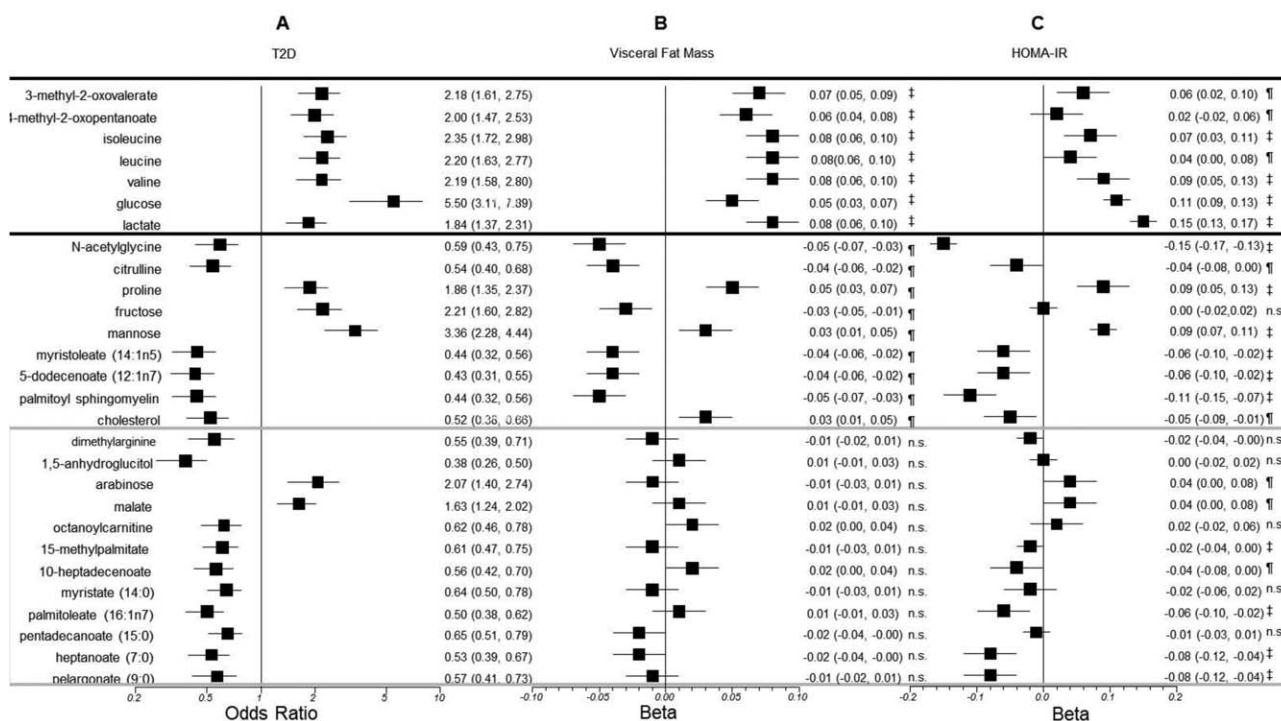 A B C
T2D Visceral Fat Mass HOMA-IR
3-methyl-2-oxovalerate 2.18 (1.61, 2.75) 0.07 (0.05, 0.09) ‡ 0.06 (0.02, 0.10) ¶
4-methyl-2-oxopentanoate 2.00 (1.47, 2.53) 0.06 (0.04, 0.08) ‡ 0.02 (-0.02, 0.06) ¶
isoleucine 2.35 (1.72, 2.98) 0.08 (0.06, 0.10) ‡ 0.07 (0.03, 0.11) ‡
leucine 2.20 (1.63, 2.77) 0.08(0.06, 0.10) ‡ 0.04 (0.00, 0.08) ¶
valine 2.19 (1.58, 2.80) 0.08 (0.06, 0.10) ‡ 0.09 (0.05, 0.13) ‡
glucose 5.50 (3.11, 7.89) 0.05 (0.03, 0.07) ‡ 0.11 (0.09, 0.13) ‡
lactate 1.84 (1.37, 2.31) 0.08 (0.06, 0.10) ‡ 0.15 (0.13, 0.17) ‡
N-acetylglycine 0.59 (0.43, 0.75) -0.05 (-0.07, -0.03) ¶ -0.15 (-0.17, -0.13) ‡
citrulline 0.54 (0.40, 0.68) -0.04 (-0.06, -0.02) ¶ -0.04 (-0.08, 0.00) ¶
proline 1.86 (1.35, 2.37) 0.05 (0.03, 0.07) ¶ 0.09 (0.05, 0.13) ‡
fructose 2.21 (1.60, 2.82) -0.03 (-0.05, -0.01) ¶ 0.00 (-0.02,0.02) n.s
mannose 3.36 (2.28, 4.44) 0.03 (0.01, 0.05) ¶ 0.09 (0.07, 0.11) ‡
myristoleate (14:1n5) 0.44 (0.32, 0.56) -0.04 (-0.06, -0.02) ¶ -0.06 (-0.10, -0.02) ‡
5-dodecenoate (12:1n7) 0.43 (0.31, 0.55) -0.04 (-0.06, -0.02) ¶ -0.06 (-0.10, -0.02) ‡
palmitoyl sphingomyelin 0.44 (0.32, 0.56) -0.05 (-0.07, -0.03) ¶ -0.11 (-0.15, -0.07) ‡
cholesterol 0.52 (0.38, 0.66) 0.03 (0.01, 0.05) ¶ -0.05 (-0.09, -0.01) ¶
dimethylarginine 0.55 (0.39, 0.71) -0.01 (-0.02, 0.01) n.s. -0.02 (-0.04, -0.00) n.s
1,5-anhydroglucitol 0.38 (0.26, 0.50) 0.01 (-0.01, 0.03) n.s. 0.00 (-0.02, 0.02) n.s
arabinose 2.07 (1.40, 2.74) -0.01 (-0.03, 0.01) n.s. 0.04 (0.00, 0.08) ¶
malate 1.63 (1.24, 2.02) 0.01 (-0.01, 0.03) n.s. 0.04 (0.00, 0.08) ¶
octanoylcarnitine 0.62 (0.46, 0.78) 0.02 (0.00, 0.04) n.s. 0.02 (-0.02, 0.06) n.s
15-methylpalmitate 0.61 (0.47, 0.75) -0.01 (-0.03, 0.01) n.s. -0.02 (-0.04, 0.00) ‡
10-heptadecenoate 0.56 (0.42, 0.70) 0.02 (0.00, 0.04) n.s. -0.04 (-0.08, 0.00) ¶
myristate (14:0) 0.64 (0.50, 0.78) -0.01 (-0.03, 0.01) n.s. -0.02 (-0.06, 0.02) n.s
palmitoleate (16:1n7) 0.50 (0.38, 0.62) 0.01 (-0.01, 0.03) n.s. -0.06 (-0.10, -0.02) ‡
pentadecanoate (15:0) 0.65 (0.51, 0.79) -0.02 (-0.04, -0.00) n.s. -0.01 (-0.03, 0.01) n.s
heptanoate (7:0) 0.53 (0.39, 0.67) -0.02 (-0.04, -0.00) n.s. -0.08 (-0.12, -0.04) ‡
pelargonate (9:0) 0.57 (0.41, 0.73) -0.01 (-0.02, 0.01) n.s. -0.08 (-0.12, -0.04) ‡
0.2 0.5 1 2 5 10 -0.10 -0.05 0.00 0.05 0.10 -0.2 -0.1 0.0 0.1 0.2
Odds Ratio Beta Beta